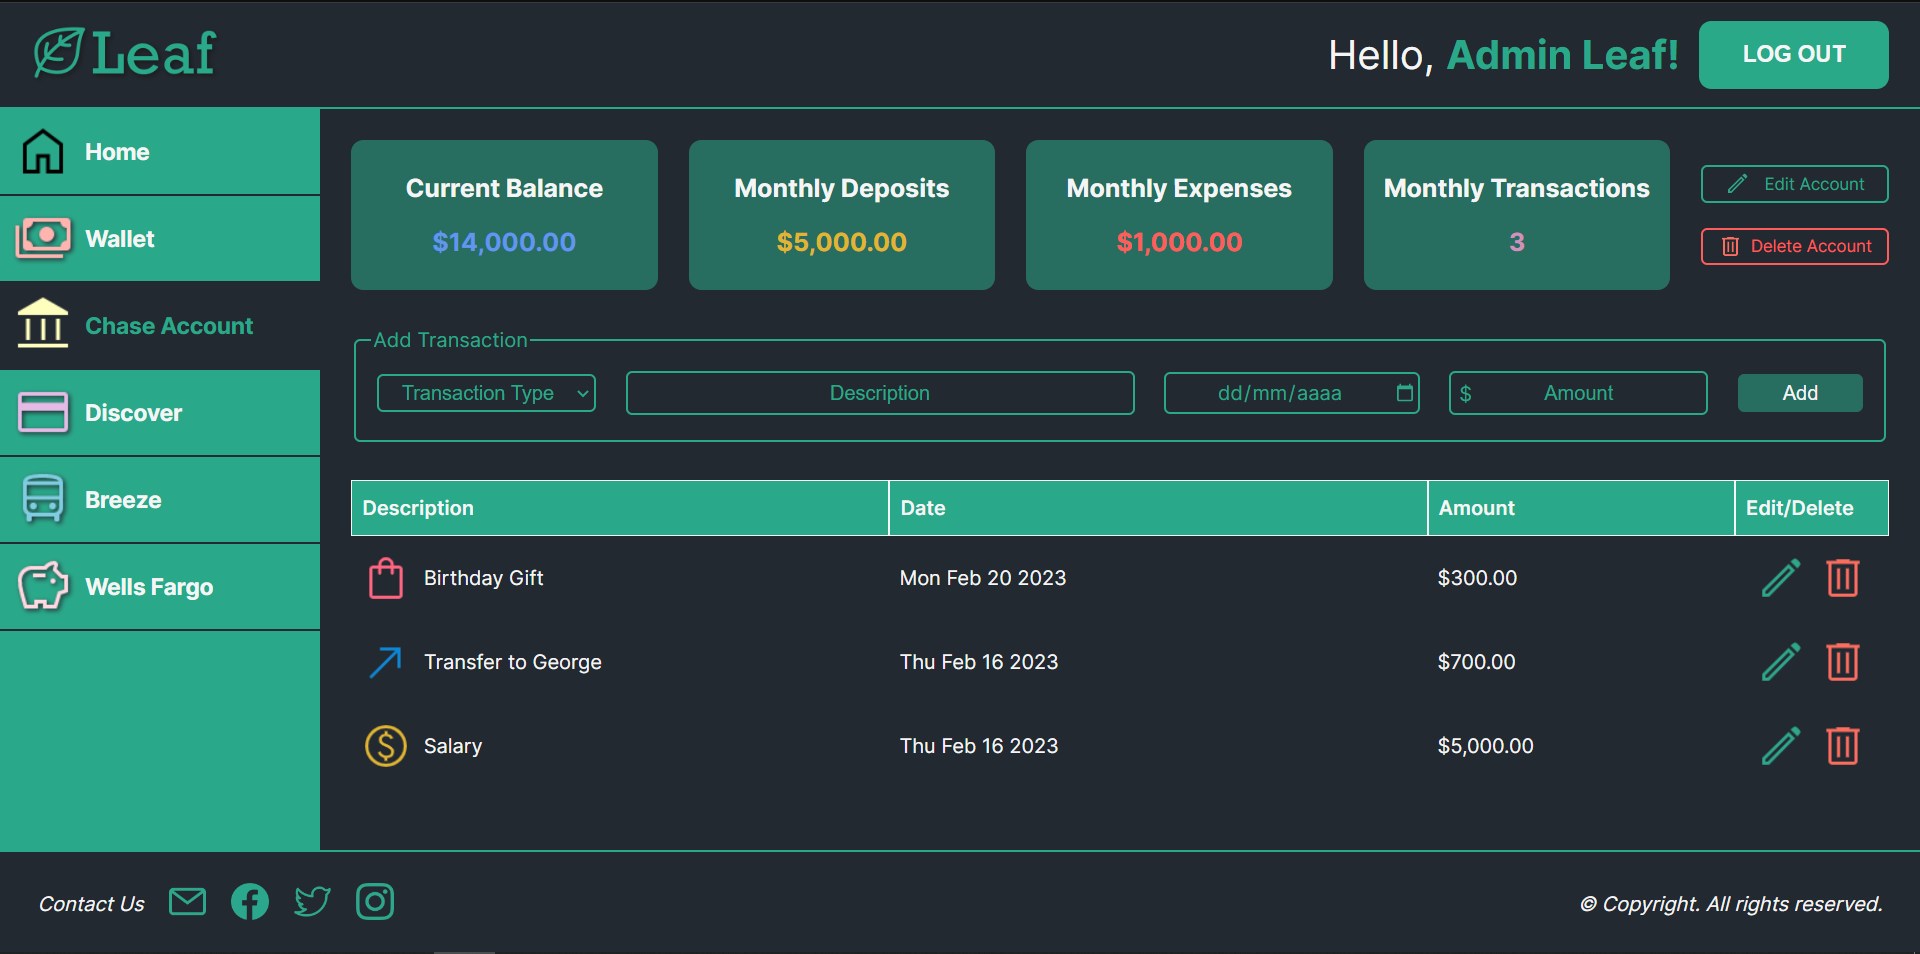 Leaf
Hello, Admin Leaf!
LOG OUT
Home
Wallet
Chase Account
Discover
Breeze
Wells Fargo
Current Balance
$14,000.00
Monthly Deposits
$5,000.00
Monthly Expenses
$1,000.00
Monthly Transactions
3
Edit Account
Delete Account
Add Transaction
Transaction Type
Description
dd/mm/aaaa
$ Amount
Add
Description Date Amount Edit/Delete
Birthday Gift Mon Feb 20 2023 $300.00
Transfer to George Thu Feb 16 2023 $700.00
Salary Thu Feb 16 2023 $5,000.00
Contact Us
© Copyright. All rights reserved.